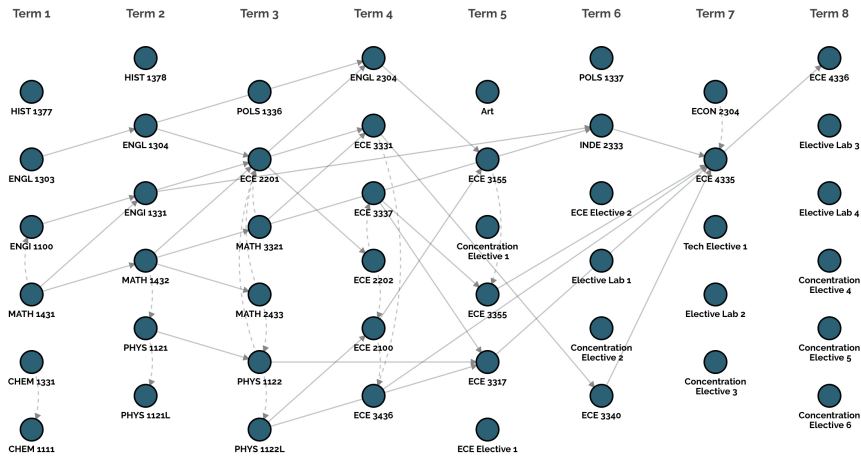 Term 1
Term 2
Term 3
Term 4
Term 5
Term 6
Term 7
Term 8
HIST 1377
ENGL 1303
ENGI 1100
MATH 1431
CHEM 1331
CHEM 1111
HIST 1378
ENGL 1304
ENGI 1331
MATH 1432
PHYS 1121
PHYS 1121L
POLS 1336
ECE 2201
MATH 3321
MATH 2433
PHYS 1122
PHYS 1122L
ENGL 2304
ECE 3331
ECE 3337
ECE 2202
ECE 2100
ECE 3436
Art
ECE 3155
Concentration
Elective 1
ECE 3355
ECE 3317
ECE Elective 1
POLS 1337
INDE 2333
ECE Elective 2
Elective Lab 1
Concentration
Elective 2
ECE 3340
ECON 2304
ECE 4335
Tech Elective 1
Elective Lab 2
Concentration
Elective 3
ECE 4336
Elective Lab 3
Elective Lab 4
Concentration
Elective 4
Concentration
Elective 5
Concentration
Elective 6